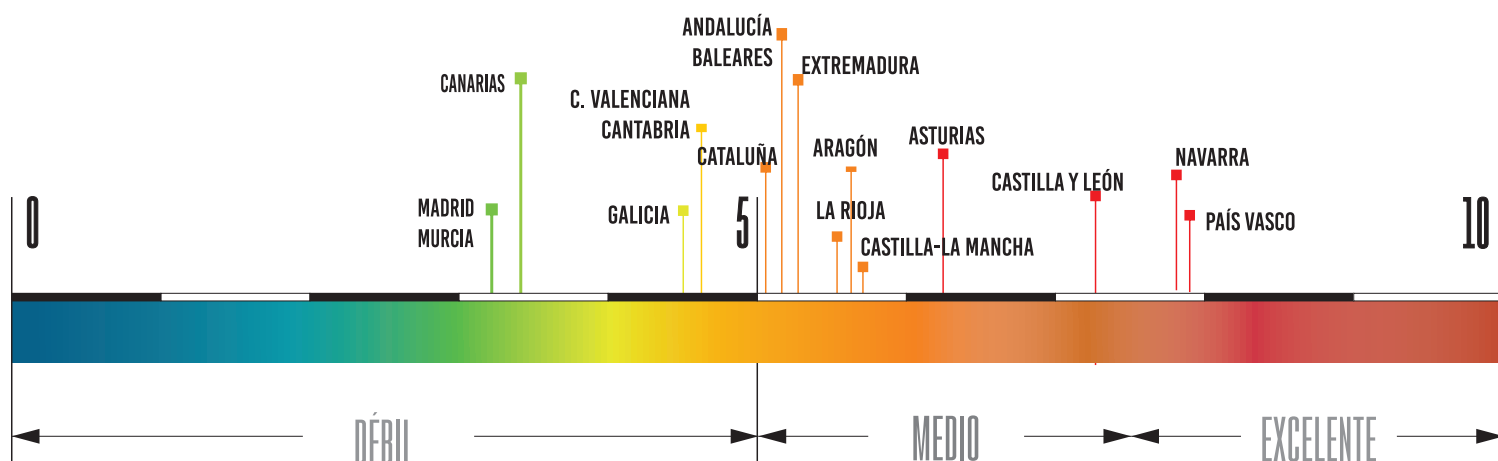 ANDALUCÍA
BALEARES
EXTREMADURA
CANARIAS
C. VALENCIANA
CANTABRIA
CATALUÑA
ARAGÓN
ASTURIAS
NAVARRA
CASTILLA Y LEÓN
MADRID
MURCIA
GALICIA
LA RIOJA
PAÍS VASCO
CASTILLA-LA MANCHA
0
5
10
DÉBIL
MEDIO
EXCELENTE